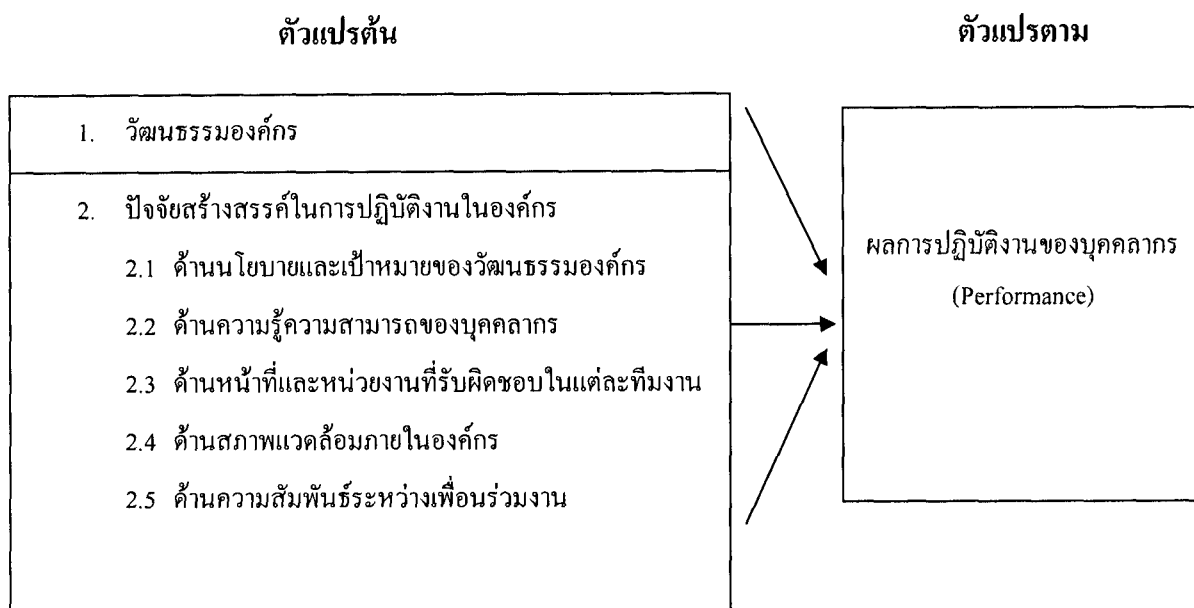 ตัวแปรต้น
ตัวแปรตาม
1. วัฒนธรรมองค์กร
2. ปัจจัยสร้างสรรค์ในการปฏิบัติงานในองค์กร
2.1 ด้านนโยบายและเป้าหมายของวัฒนธรรมองค์กร
2.2 ด้านความรู้ความสามารถของบุคคลากร
2.3 ด้านหน้าที่และหน่วยงานที่รับผิดชอบในแต่ละทีมงาน
2.4 ด้านสภาพแวดล้อมภายในองค์กร
2.5 ด้านความสัมพันธ์ระหว่างเพื่อนร่วมงาน
ผลการปฏิบัติงานของบุคคลากร
(Performance)